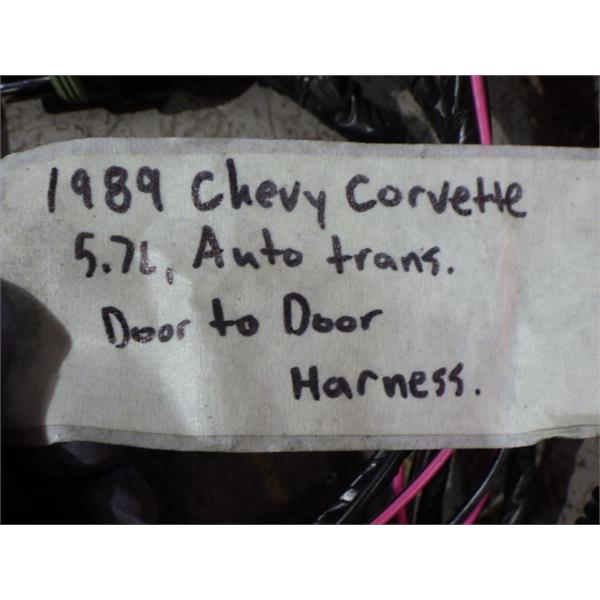 1989 Chevy Corvette
5.7L, Auto trans.
Door to Door
Harness.